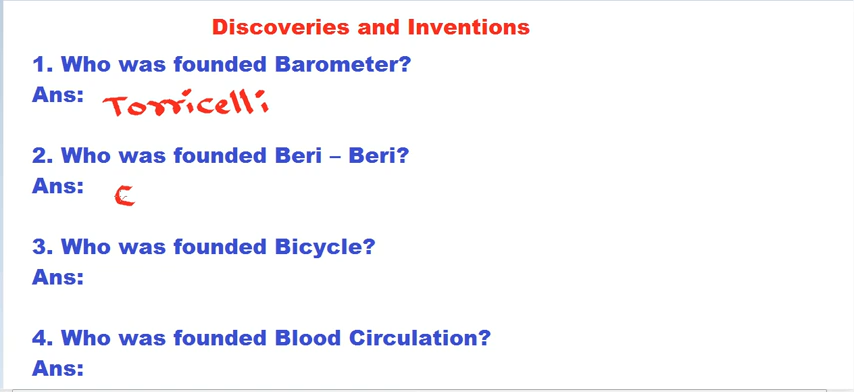 Discoveries and Inventions
1. Who was founded Barometer?
Ans: Torricelli
2. Who was founded Beri – Beri?
Ans: E
3. Who was founded Bicycle?
Ans:
4. Who was founded Blood Circulation?
Ans: